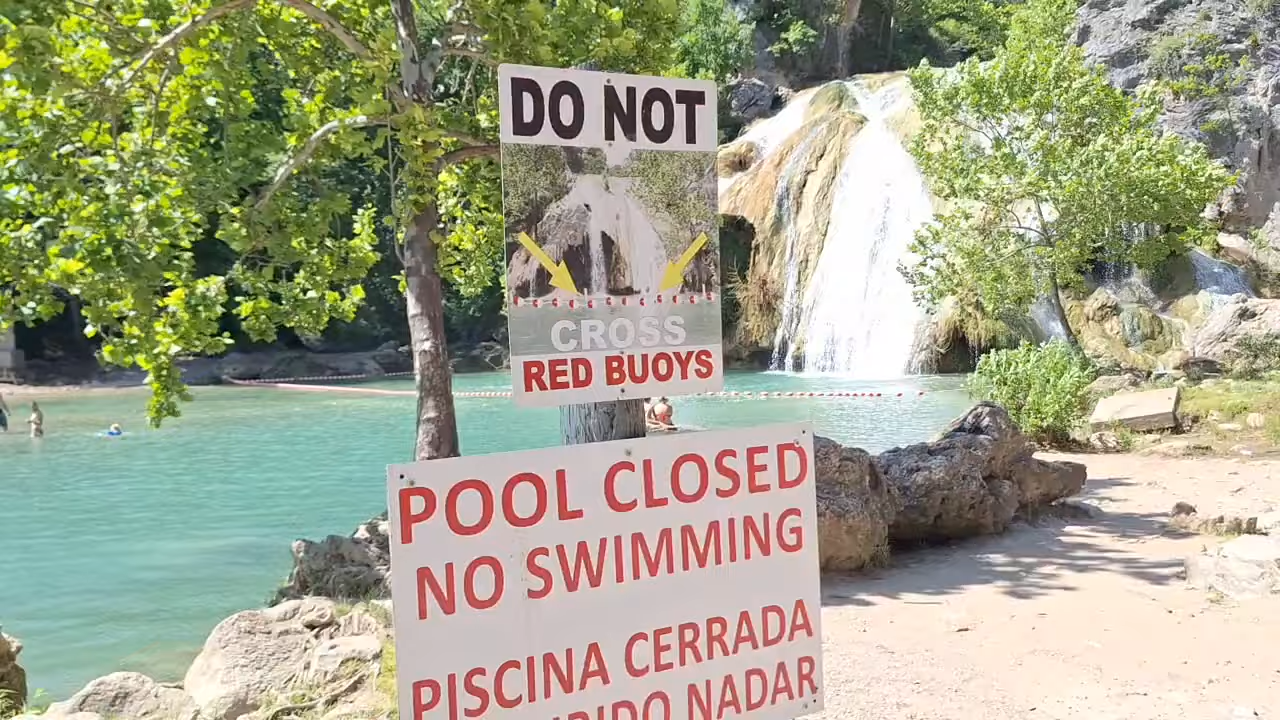 DO NOT
CROSS
RED BUOYS
POOL CLOSED
NO SWIMMING
PISCINA CERRADA
NADAR